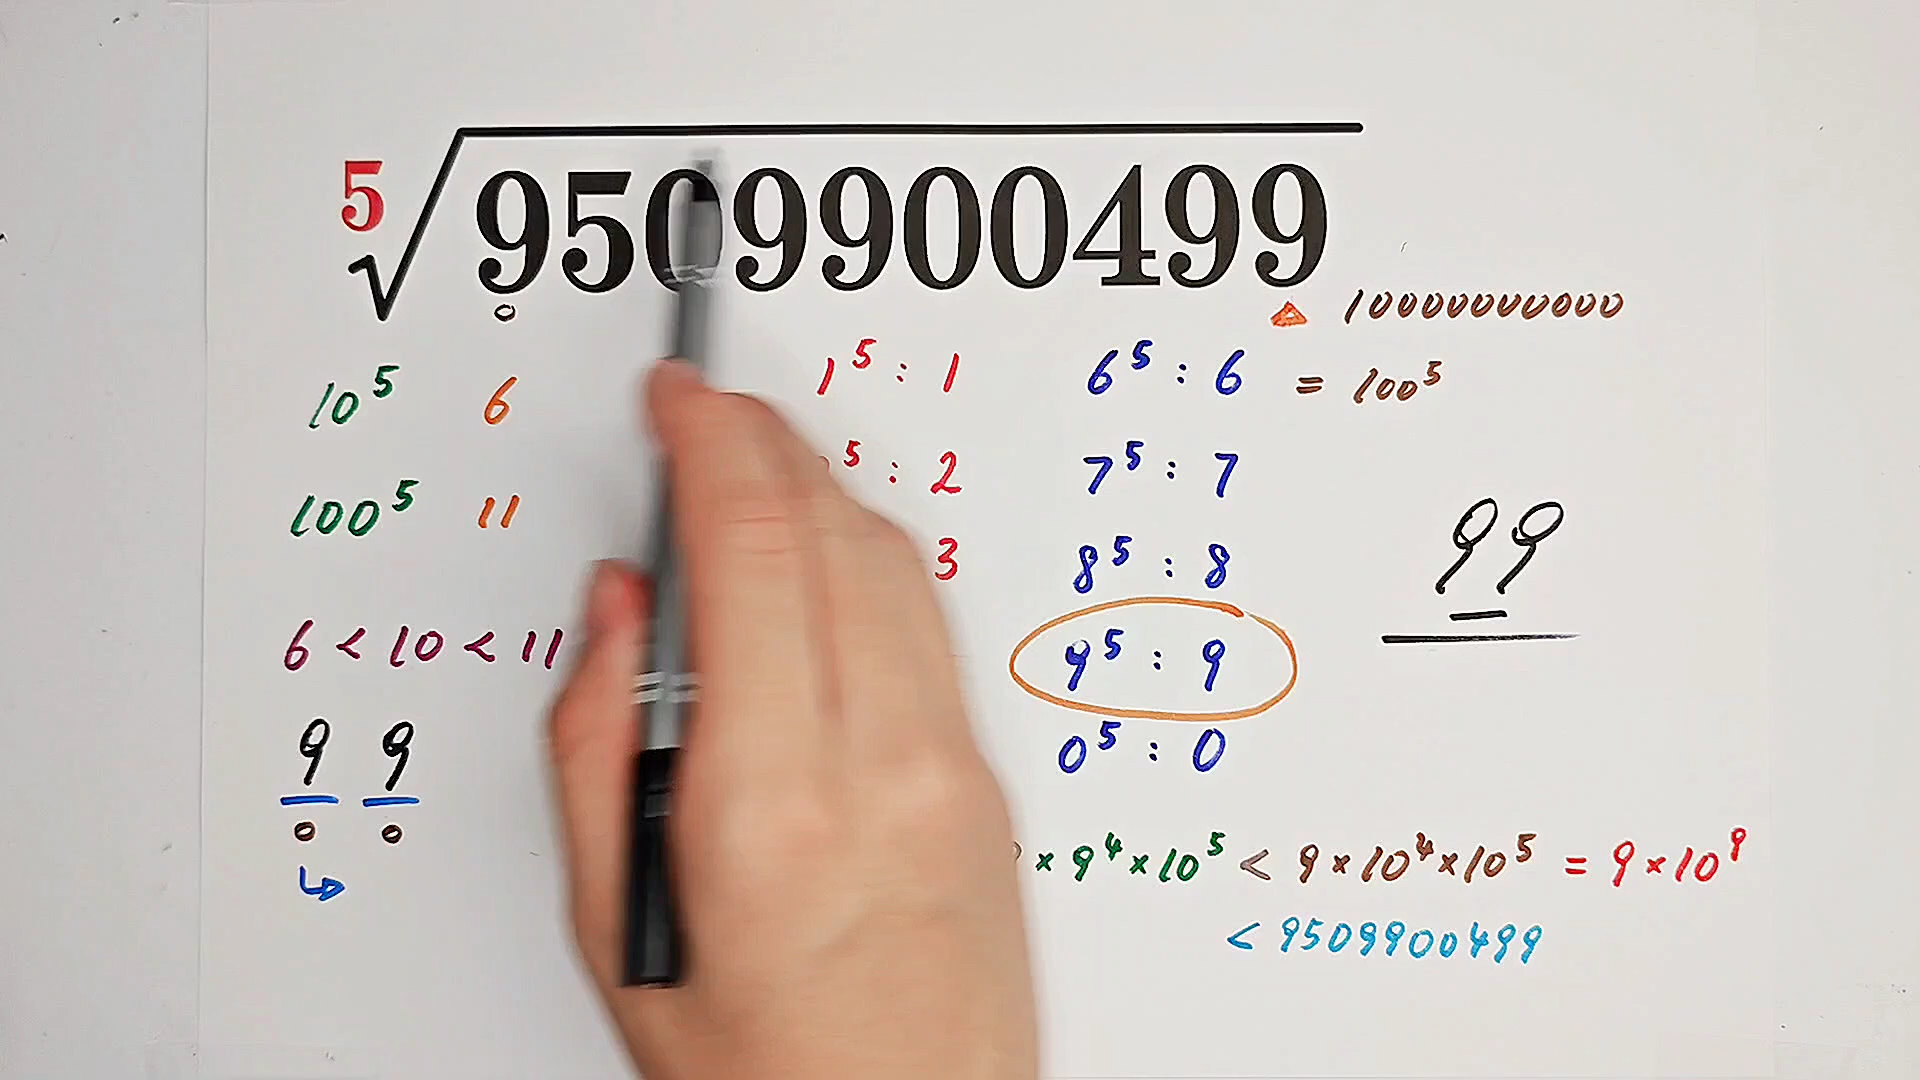 5√9509900499
10000000000
10⁵ 6 1⁵ : 1 6⁵ : 6 = 100⁵
100⁵ 11 ⁵ : 2 7⁵ : 7
99
3 8⁵ : 8
6 < 10 < 11 9⁵ : 9
9 9 0⁵ : 0
× 9⁴ × 10⁵ < 9 × 10⁴ × 10⁵ = 9 × 10⁹
< 9509900499